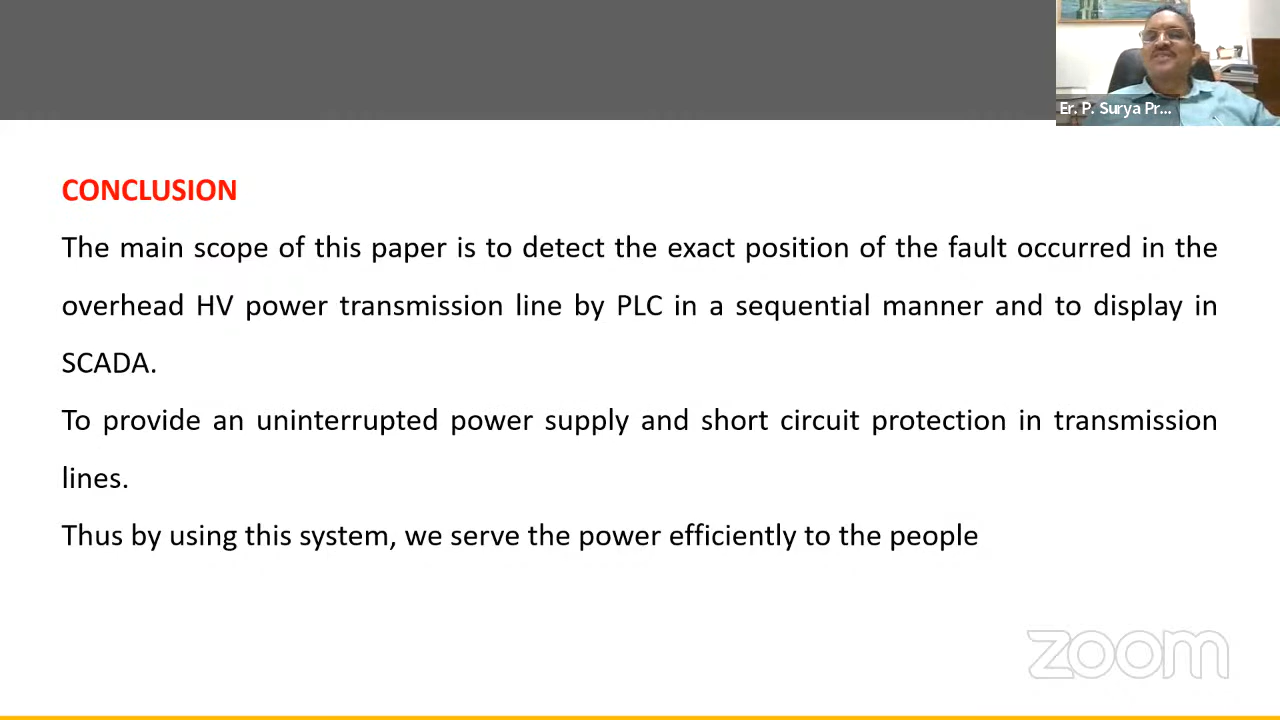 Er. P. Surya Pr...
CONCLUSION
The main scope of this paper is to detect the exact position of the fault occurred in the
overhead HV power transmission line by PLC in a sequential manner and to display in
SCADA.
To provide an uninterrupted power supply and short circuit protection in transmission
lines.
Thus by using this system, we serve the power efficiently to the people
zoom